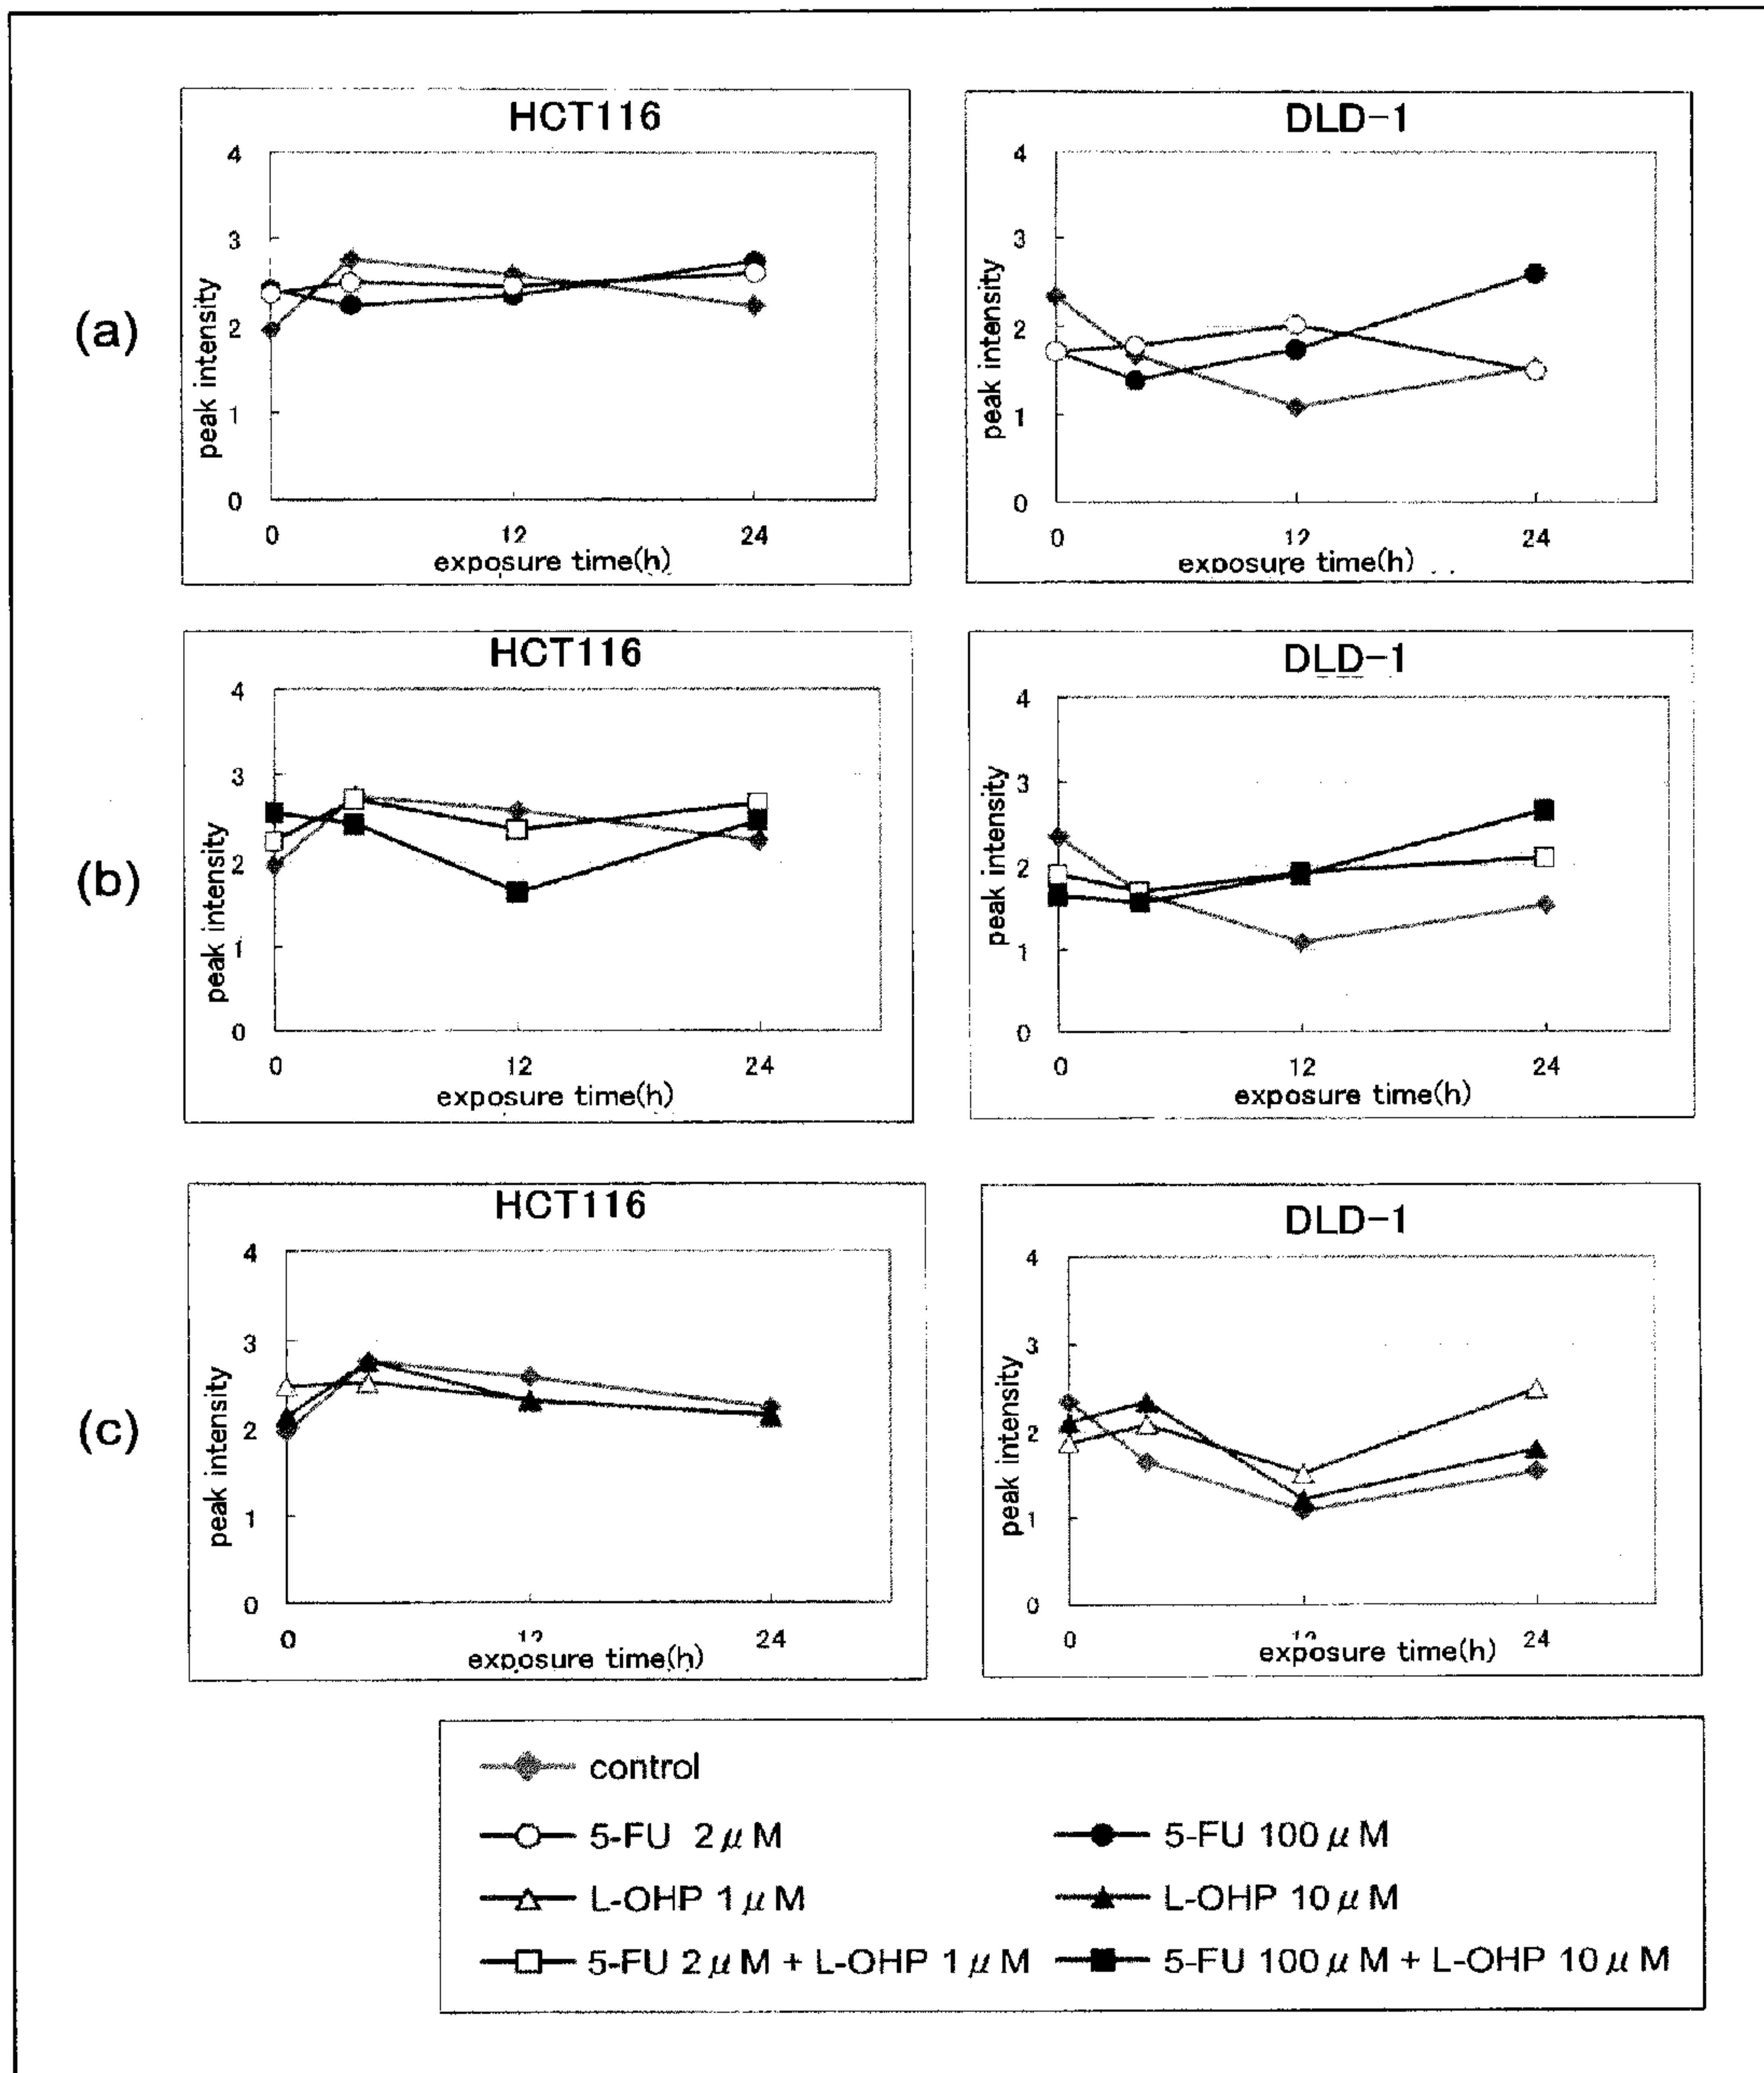 HCT116
DLD-1
(a)
peak intensity
4
3
2
1
0
0
12
24
exposure time(h)
peak intensity
4
3
2
1
0
0
12
24
exposure time(h)
HCT116
DLD-1
(b)
peak intensity
4
3
2
1
0
0
12
24
exposure time(h)
peak intensity
4
3
2
1
0
0
12
24
exposure time(h)
HCT116
DLD-1
(c)
peak intensity
4
3
2
1
0
0
12
24
exposure time(h)
peak intensity
4
3
2
1
0
0
12
24
exposure time(h)
control
5-FU 2μM
5-FU 100μM
L-OHP 1μM
L-OHP 10μM
5-FU 2μM + L-OHP 1μM
5-FU 100μM + L-OHP 10μM